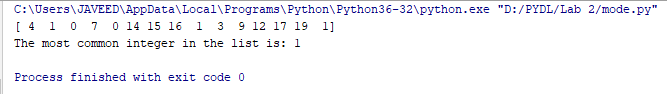 C:\Users\JAVEED\AppData\Local\Programs\Python\Python36-32\python.exe "D:/PYDL/Lab 2/mode.py"
[ 4  1  0  7  0 14 15 16  1  3  9 12 17 19  1]
The most common integer in the list is: 1
Process finished with exit code 0